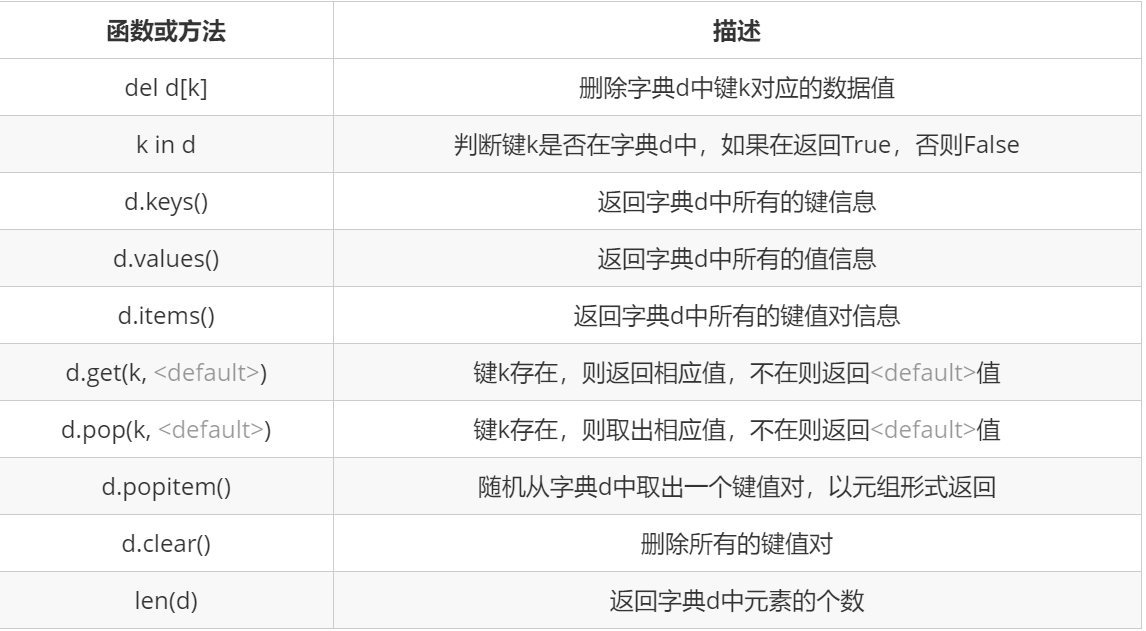 函数或方法 描述
del d[k] 删除字典d中键k对应的数据值
k in d 判断键k是否在字典d中，如果在返回True，否则False
d.keys() 返回字典d中所有的键信息
d.values() 返回字典d中所有的值信息
d.items() 返回字典d中所有的键值对信息
d.get(k, <default>) 键k存在，则返回相应值，不在则返回<default>值
d.pop(k, <default>) 键k存在，则取出相应值，不在则返回<default>值
d.popitem() 随机从字典d中取出一个键值对，以元组形式返回
d.clear() 删除所有的键值对
len(d) 返回字典d中元素的个数